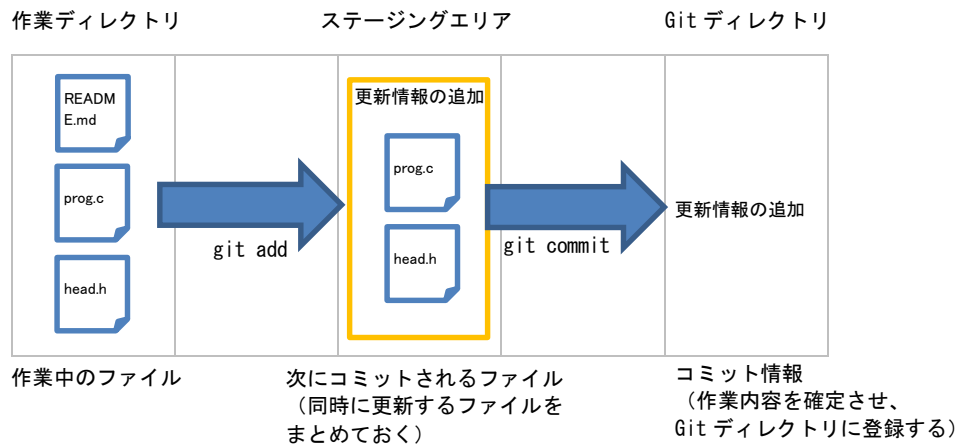 作業ディレクトリ
ステージングエリア
Git ディレクトリ
READM
E.md
prog.c
head.h
git add
更新情報の追加
prog.c
head.h
git commit
更新情報の追加
作業中のファイル
次にコミットされるファイル
（同時に更新するファイルを
まとめておく）
コミット情報
（作業内容を確定させ、
Git ディレクトリに登録する）